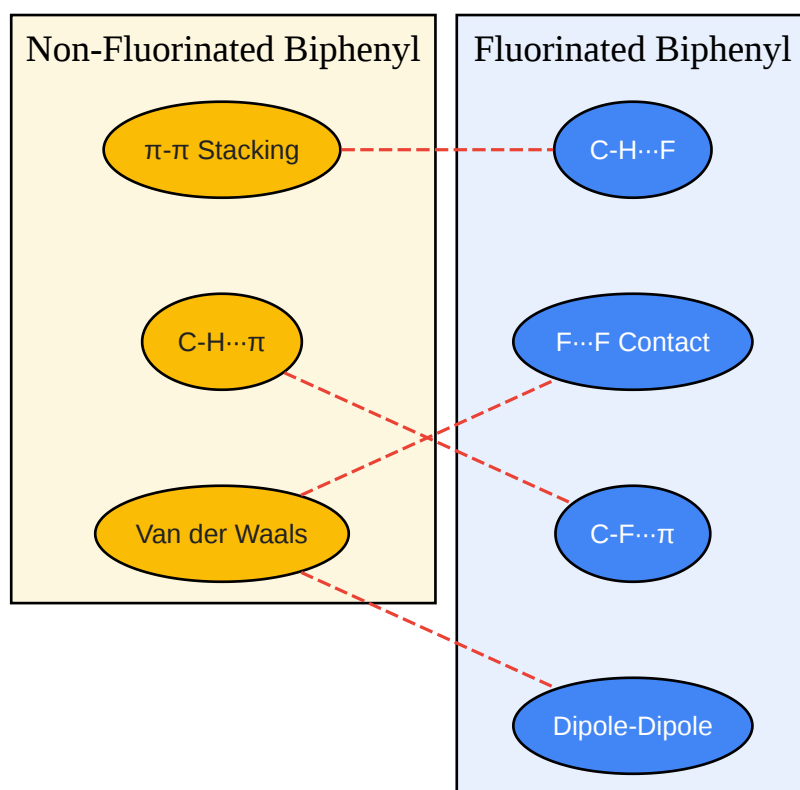 Non-Fluorinated Biphenyl
π-π Stacking
C-H···π
Van der Waals
Fluorinated Biphenyl
C-H···F
F···F Contact
C-F···π
Dipole-Dipole